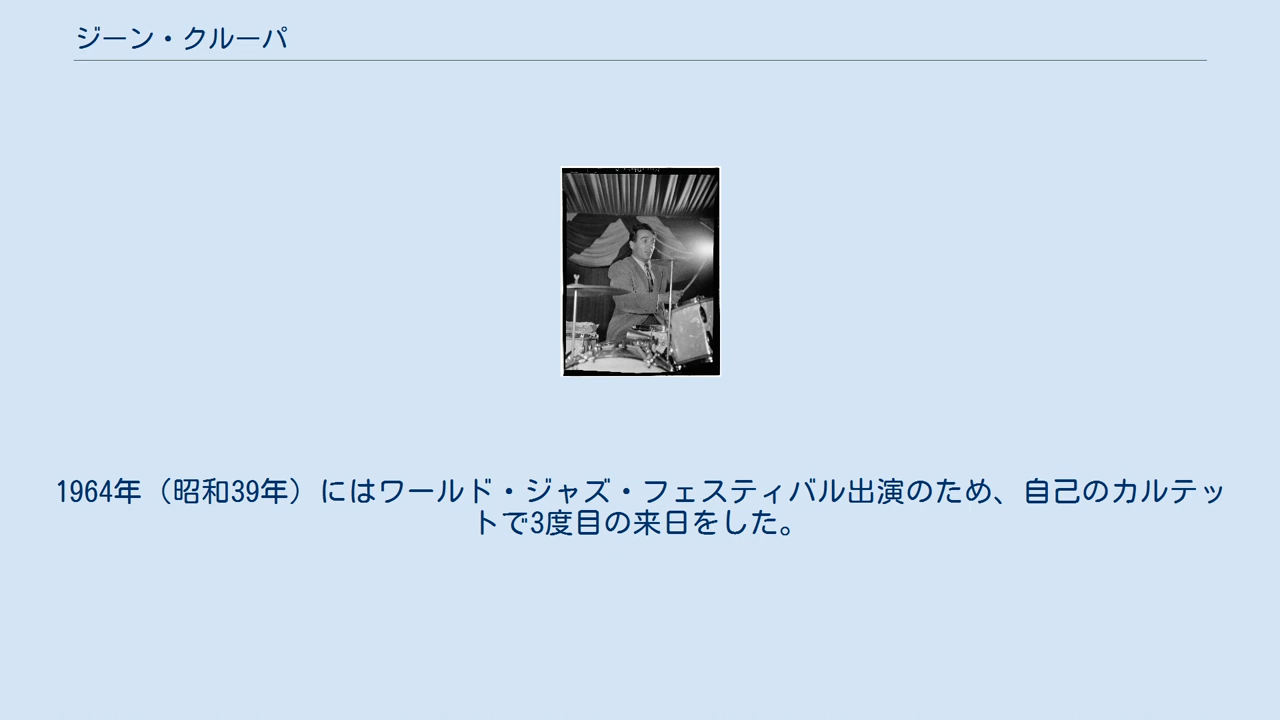 ジーン・クルーパ
1964年（昭和39年）にはワールド・ジャズ・フェスティバル出演のため、自己のカルテッ
トで3度目の来日をした。